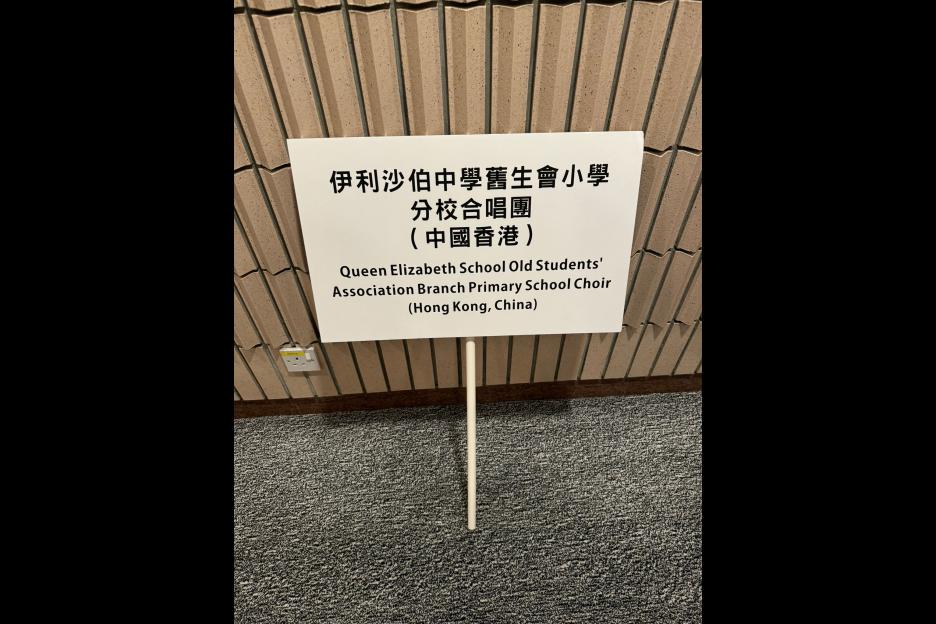 伊利沙伯中學舊生會小學
分校合唱團
(中國香港)
Queen Elizabeth School Old Students'
Association Branch Primary School Choir
(Hong Kong, China)